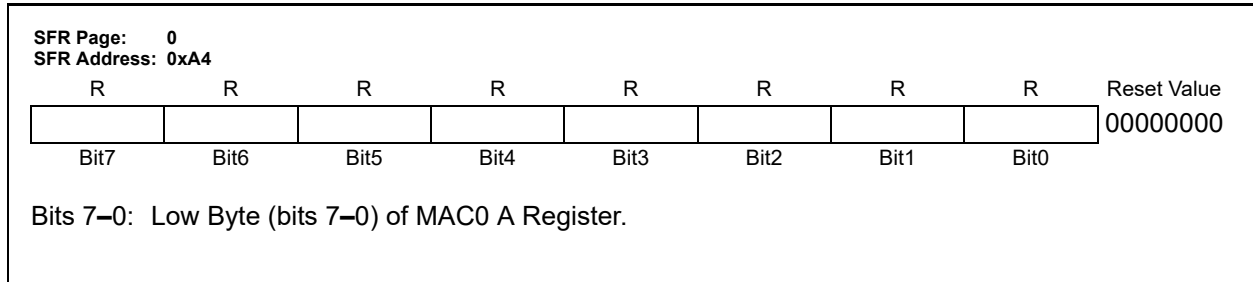 SFR Page: 0
SFR Address: 0xA4
R R R R R R R R Reset Value
00000000
Bit7 Bit6 Bit5 Bit4 Bit3 Bit2 Bit1 Bit0
Bits 7–0: Low Byte (bits 7–0) of MAC0 A Register.